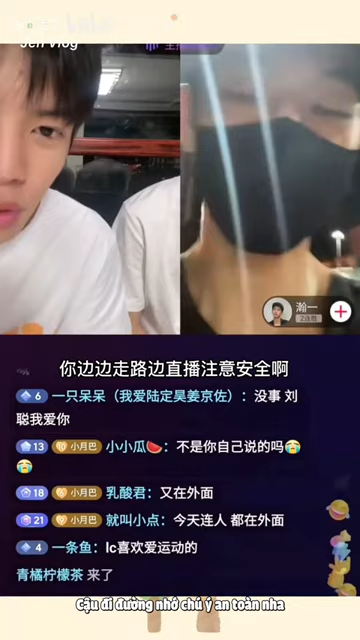 Jen Vlog
瀚一
你边边走路边直播注意安全啊
6 一只呆呆（我爱陆定昊姜京佐）：没事 刘
聪我爱你
13 小月巴 小小瓜🍉：不是你自己说的吗😭
😭
18 小月巴 乳酸君：又在外面
21 小月巴 就叫小点：今天连人 都在外面
4 一条鱼：lc喜欢爱运动的
青橘柠檬茶 来了
Cậu đi đường nhớ chú ý an toàn nha